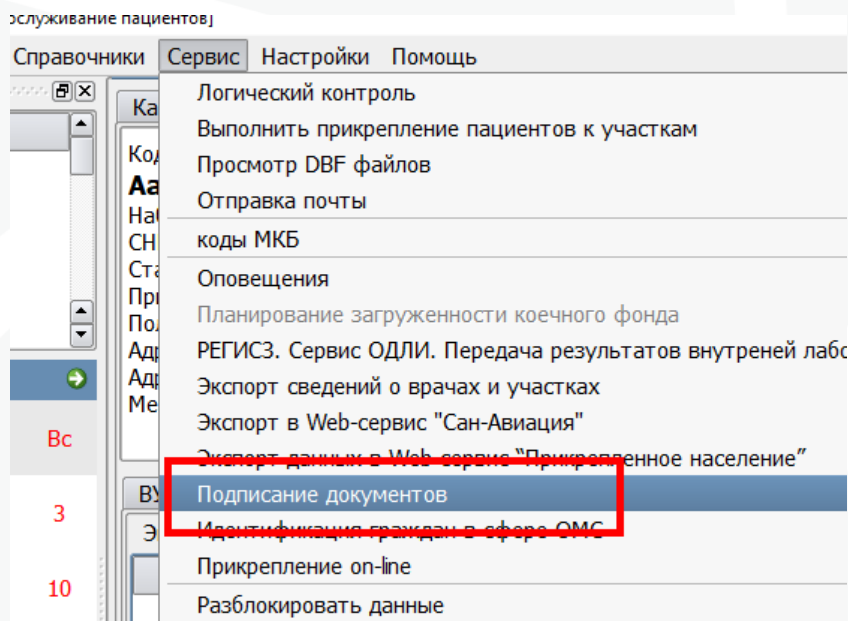 обслуживание пациентов]
Справочники Сервис Настройки Помощь
Логический контроль
Выполнить прикрепление пациентов к участкам
Просмотр DBF файлов
Отправка почты
коды МКБ
Оповещения
Планирование загруженности коечного фонда
РЕГИСЗ. Сервис ОДЛИ. Передача результатов внутреней лабо
Экспорт сведений о врачах и участках
Экспорт в Web-сервис "Сан-Авиация"
Экспорт данных в Web-сервис "Прикрепленное население"
Подписание документов
Идентификация граждан в сфере ОМС
Прикрепление on-line
Разблокировать данные
Ка
Код
Аа
Наб
СН
Ста
При
Пол
Адр
Адр
Ме
ВУ
Э
Вс
3
10